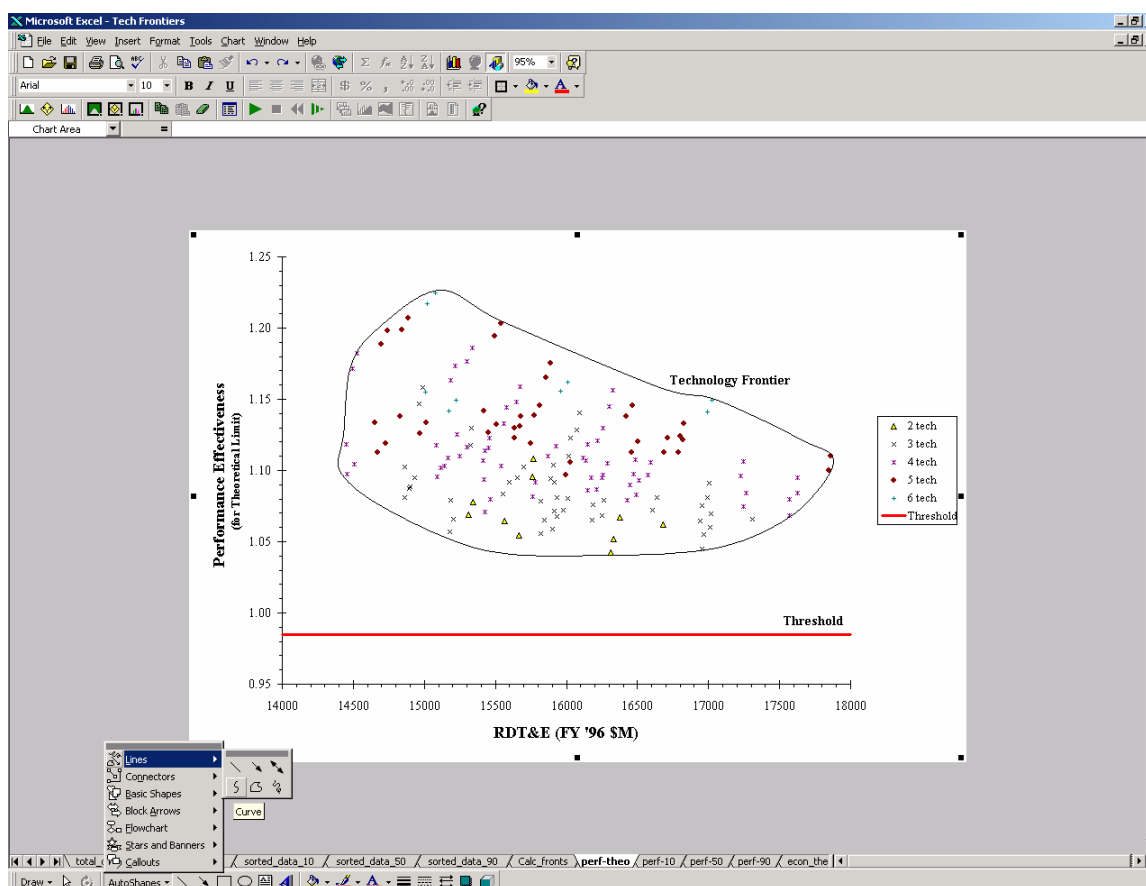 Microsoft Excel - Tech Frontiers
File Edit View Insert Format Tools Chart Window Help
95%
Arial 10 B I U $ % ,
Chart Area =
1.25
1.20
1.15
1.10
1.05
1.00
0.95
Performance Effectiveness
(for Theoretical Limit)
Technology Frontier
2 tech
3 tech
4 tech
5 tech
6 tech
Threshold
Threshold
14000 14500 15000 15500 16000 16500 17000 17500 18000
RDT&E (FY '96 $M)
Lines
Connectors
Basic Shapes
Block Arrows
Flowchart
Stars and Banners
Callouts
Curve
sorted_data_10 sorted_data_50 sorted_data_90 Calc_fronts perf-theo perf-10 perf-50 perf-90 econ_the
Draw AutoShapes